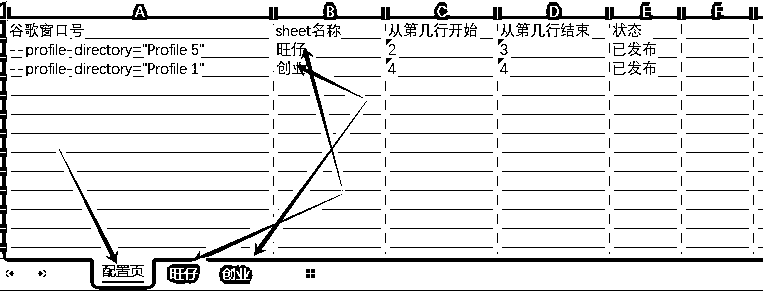 A B C D E F
谷歌窗口号 sheet名称 从第几行开始 从第几行结束 状态
--profile-directory="Profile 5" 旺仔 2 3 已发布
--profile-directory="Profile 1" 创业 4 4 已发布
配置页 旺仔 创业